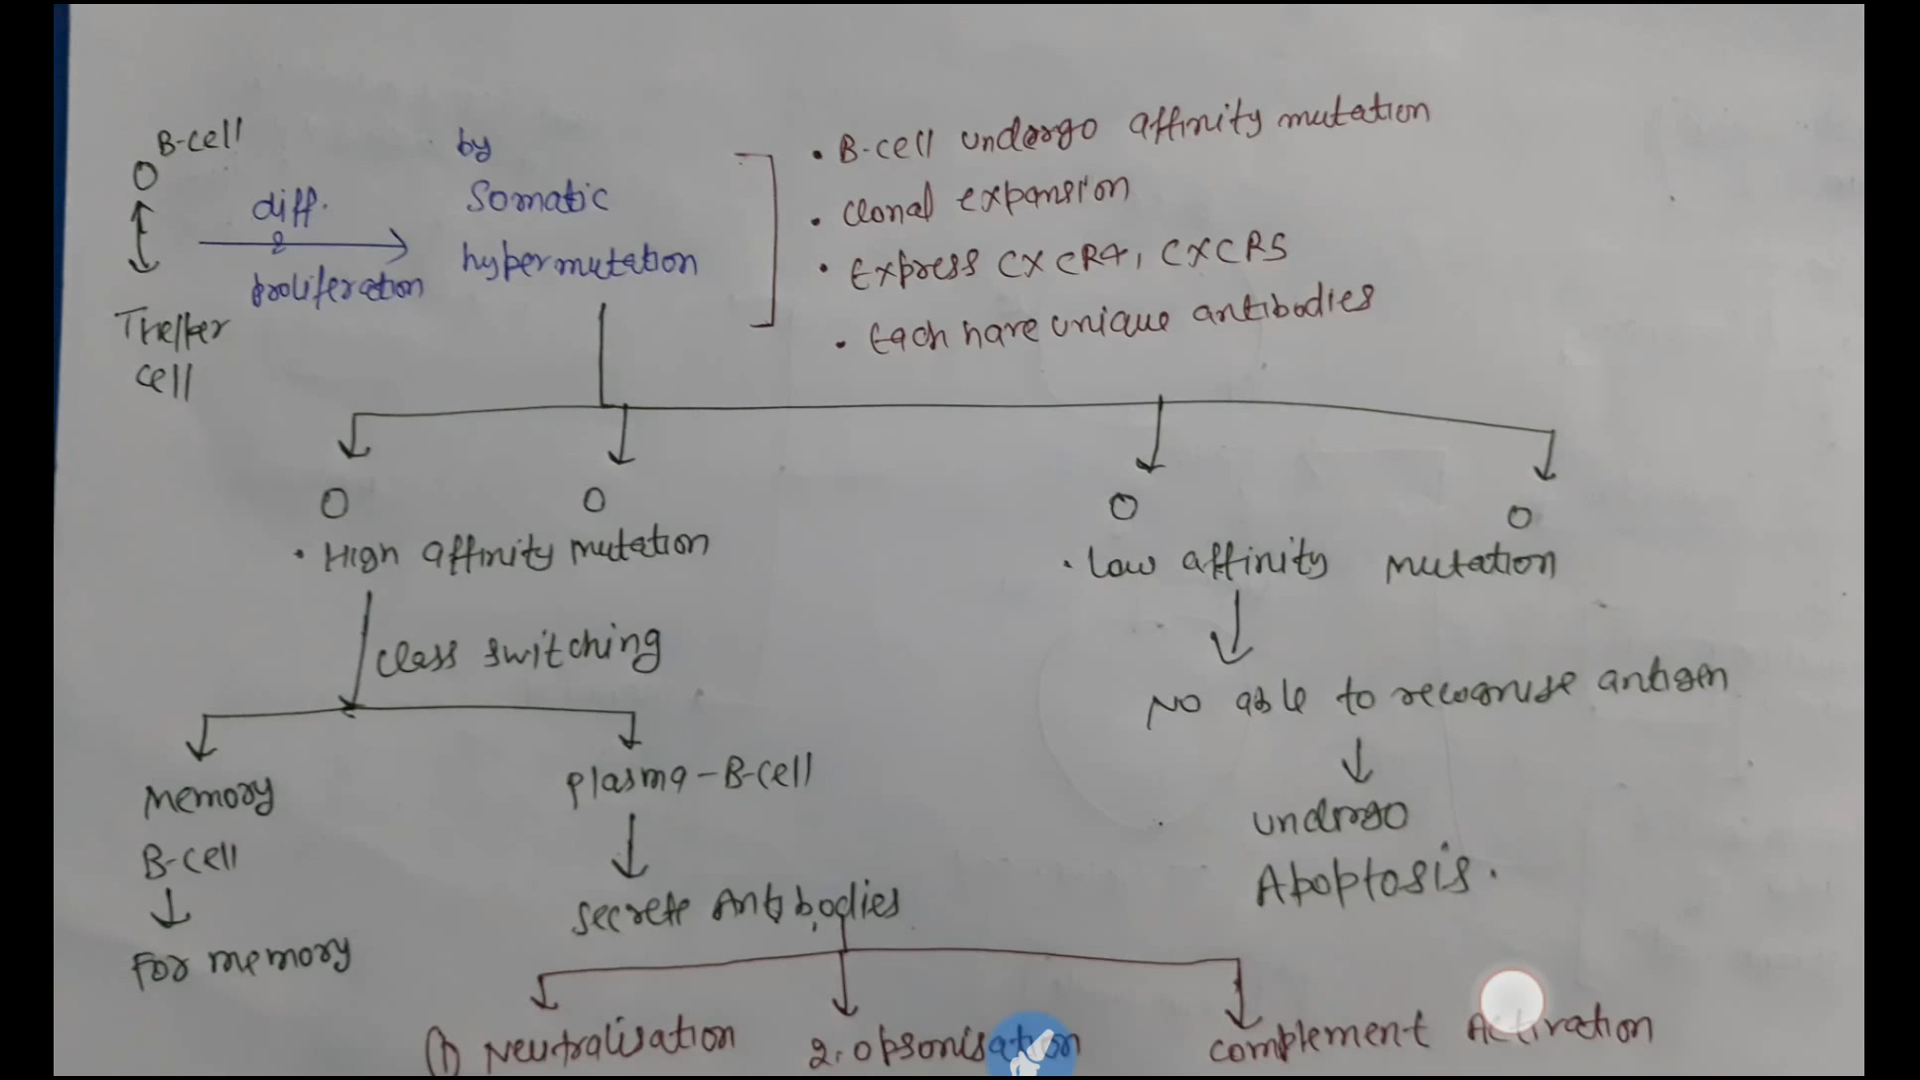 B-cell
T helper
cell
diff.
&
proliferation
by
Somatic
hypermutation
• B-cell undergo affinity mutation
• clonal expansion
• Express CXCR4, CXCR5
• Each have unique antibodies
• High affinity mutation
• Low affinity mutation
class switching
No able to recognise antigen
Memory
B-cell
For memory
plasma-B-cell
secrete Antibodies
undergo
Apoptosis.
(1) Neutralisation
2. opsonisation
complement Activation